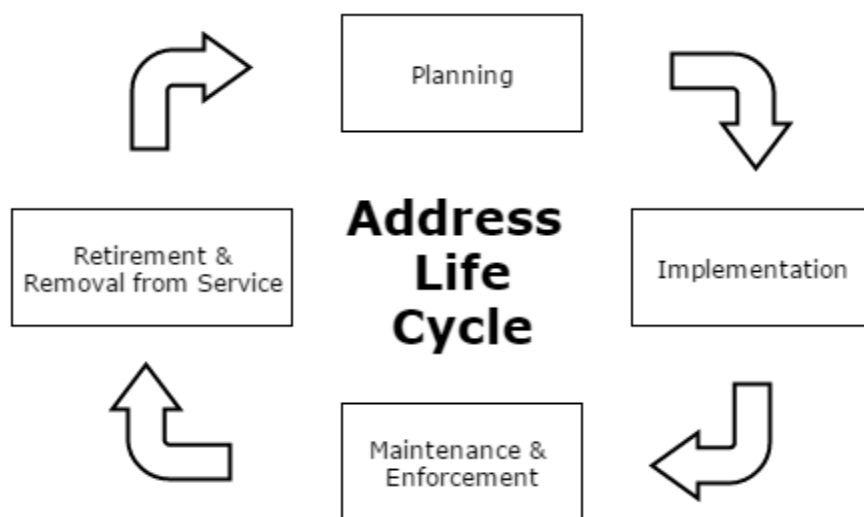 Planning
Address
Life
Cycle
Retirement &
Removal from Service
Implementation
Maintenance &
Enforcement